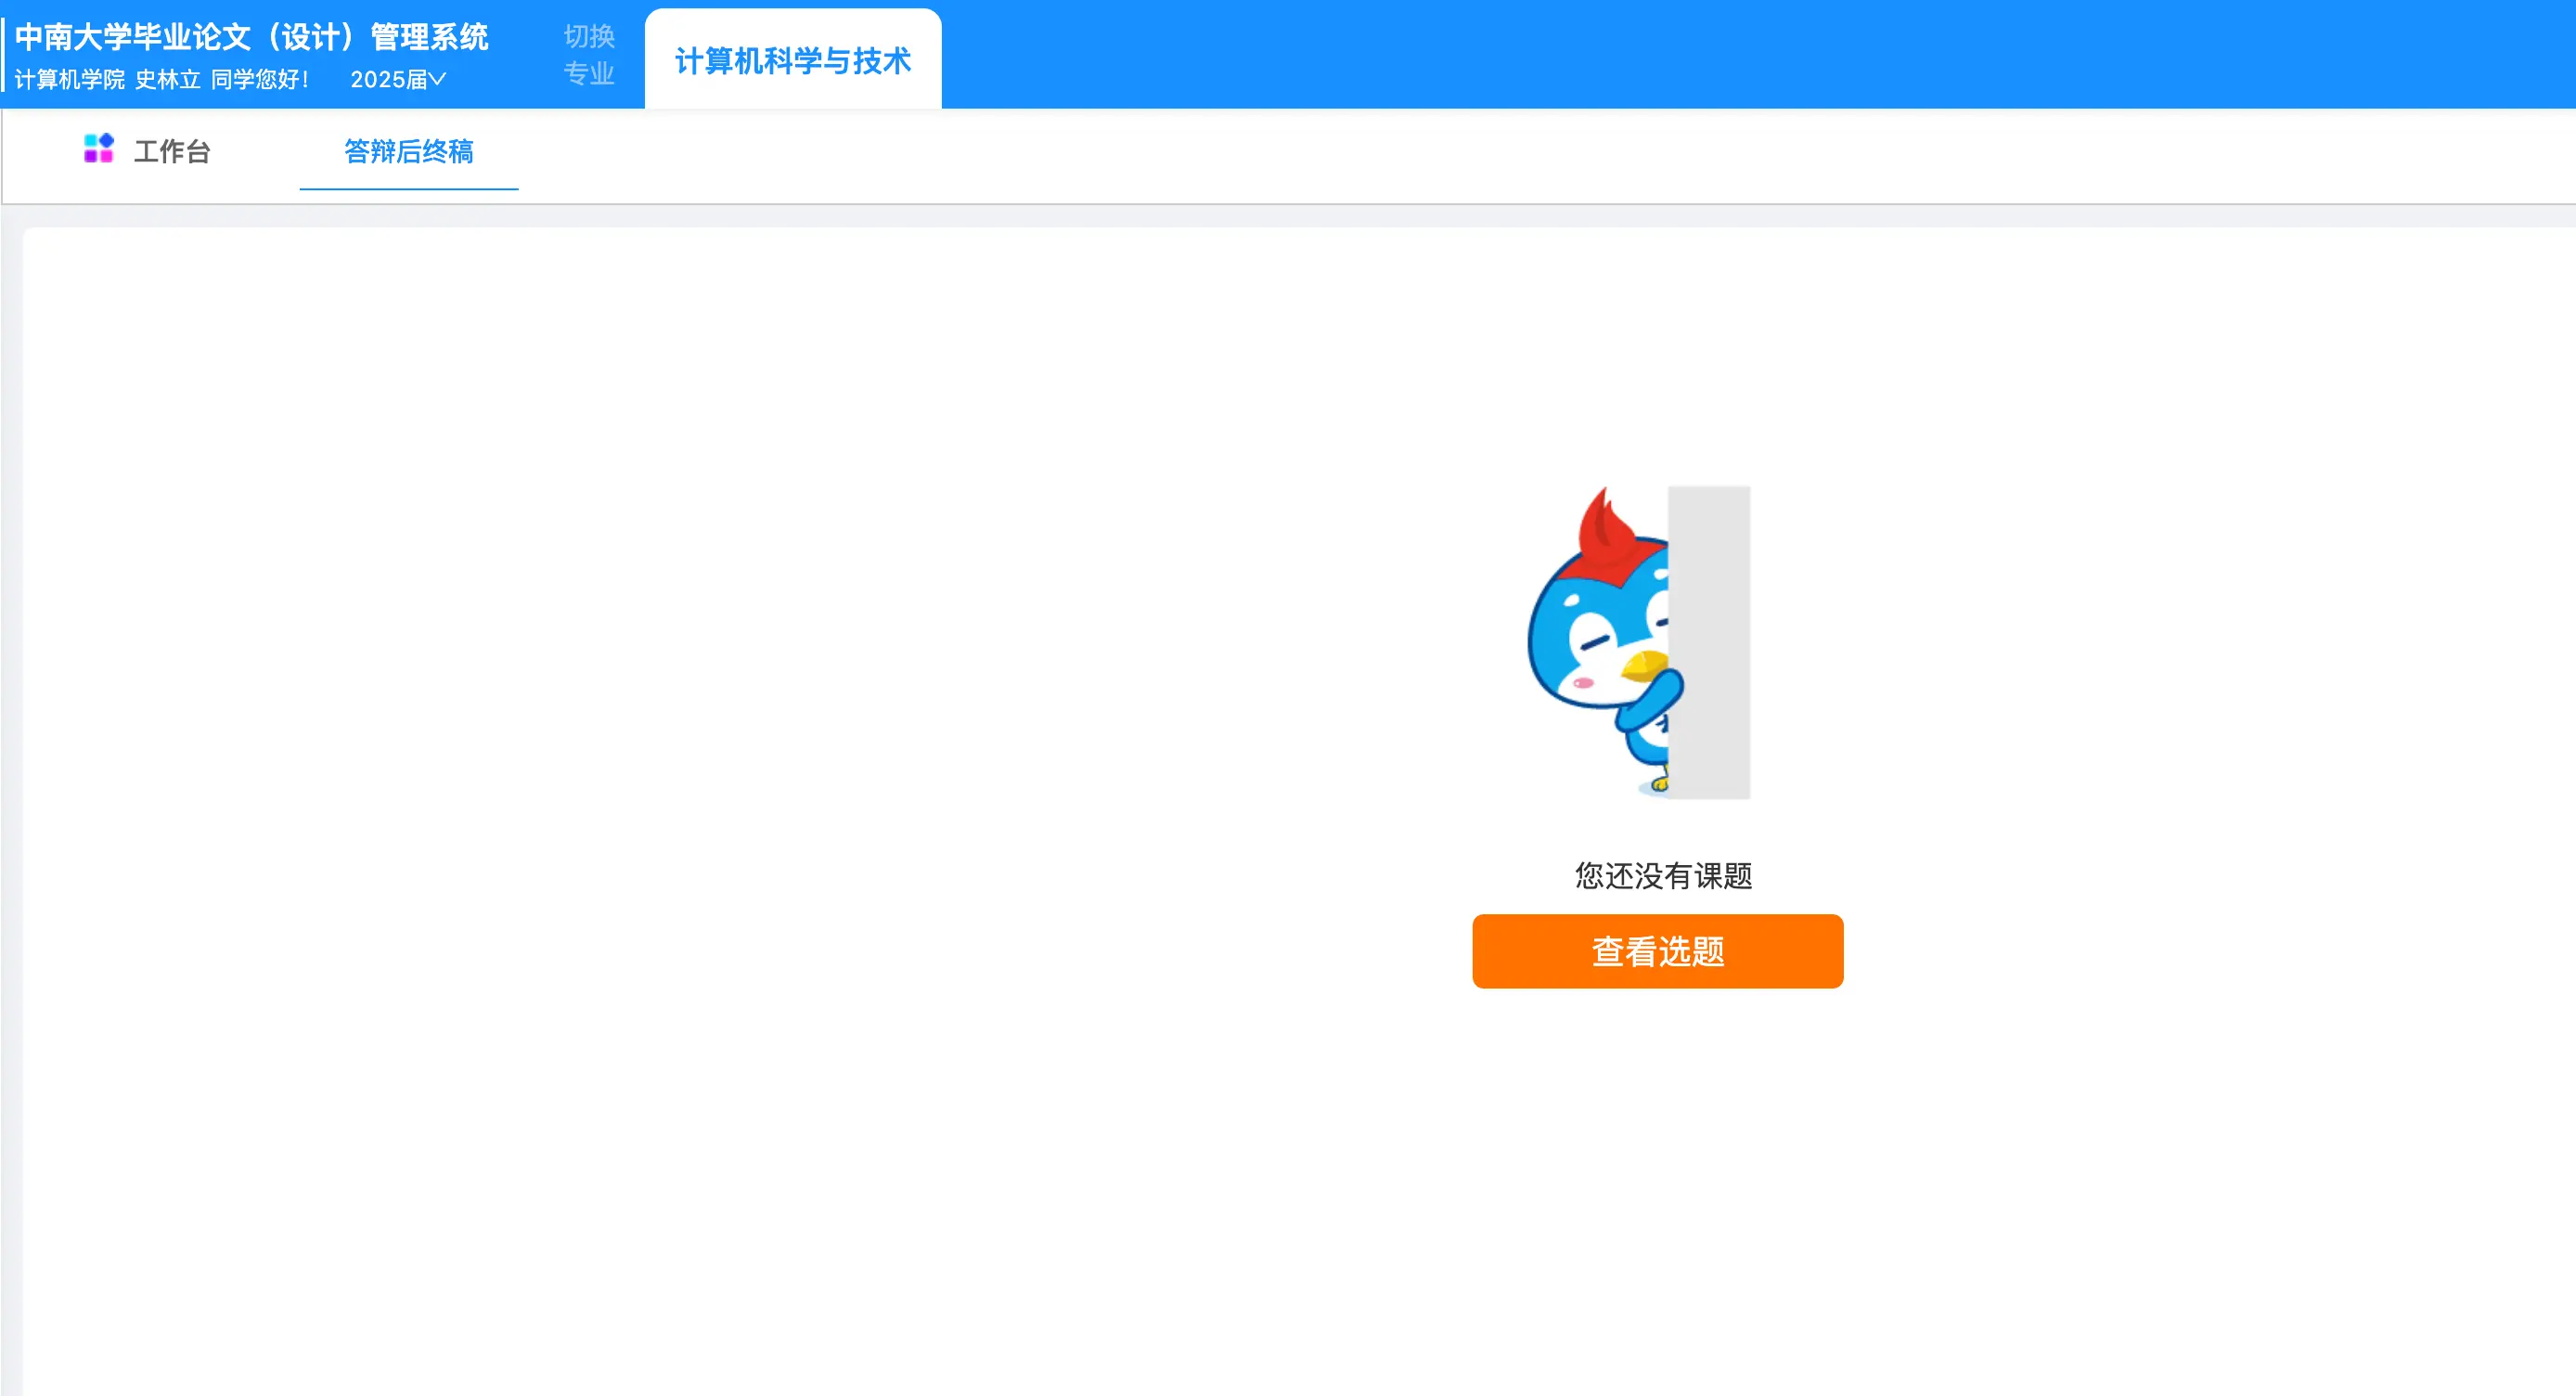 中南大学毕业论文（设计）管理系统
计算机学院 史林立 同学您好！ 2025届
切换
专业
计算机科学与技术
工作台
答辩后终稿
您还没有课题
查看选题